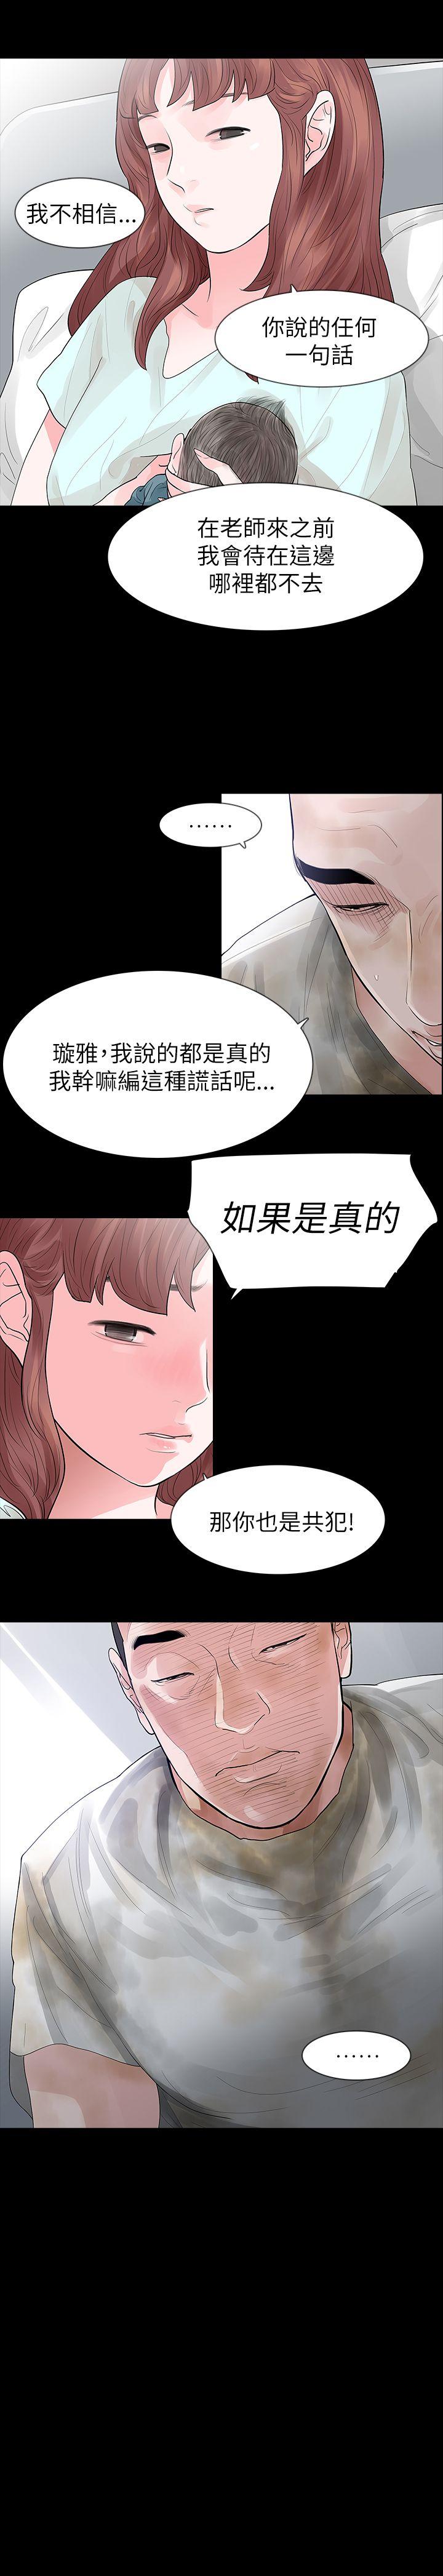 我不相信...
你說的任何
一句話
在老師來之前
我會待在這邊
哪裡都不去
……
璇雅，我說的都是真的
我幹嘛編這種謊話呢...
如果是真的
那你也是共犯!
……